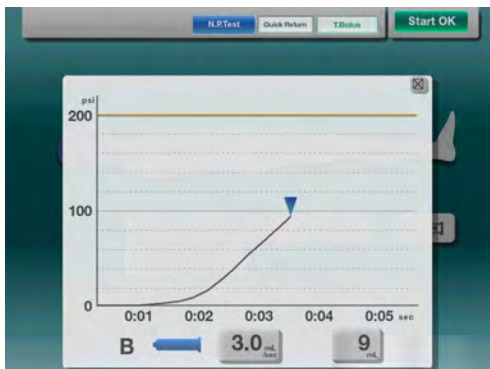 N.P.Test Quick Return T.Bolus Start OK
psi
200
100
0
0:01 0:02 0:03 0:04 0:05 sec
B 3.0 mL/sec 9 mL